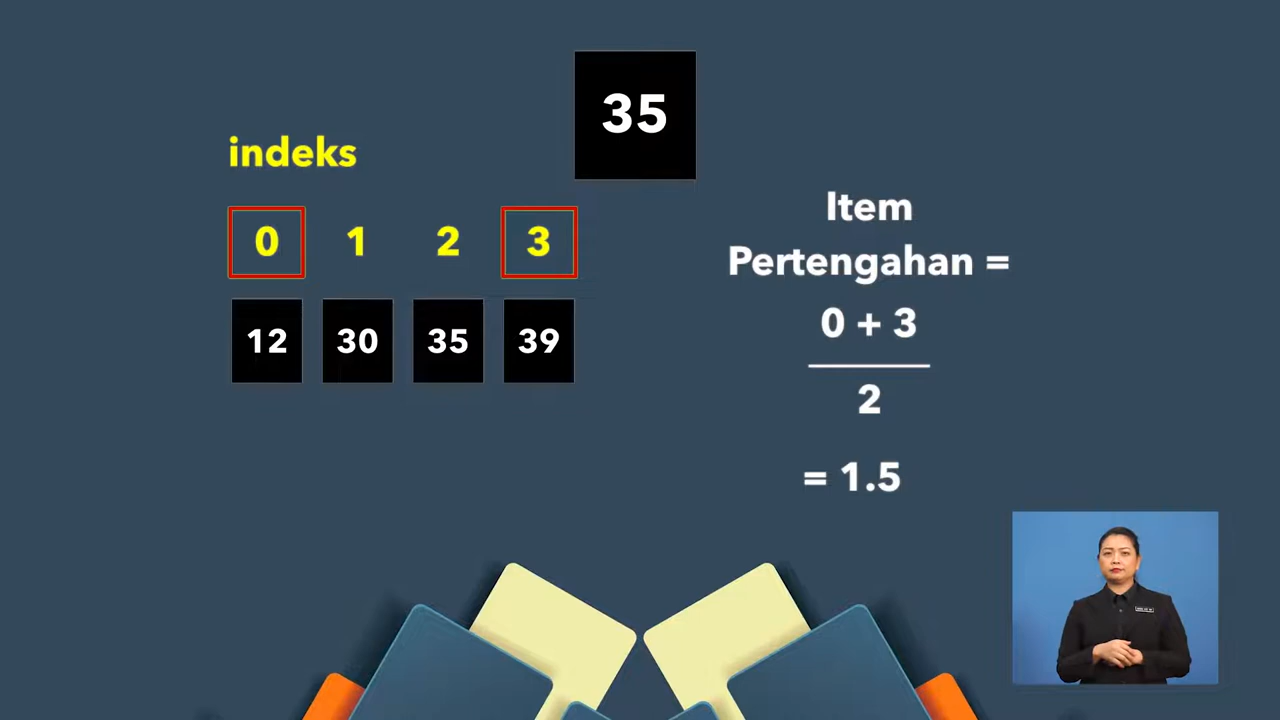 35
indeks
0 1 2 3
12 30 35 39
Item
Pertengahan =
0 + 3
2
= 1.5